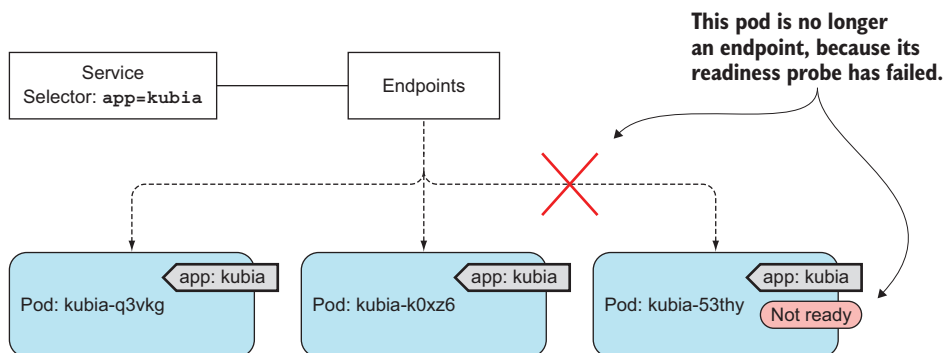 This pod is no longer
an endpoint, because its
readiness probe has failed.
Service
Selector: app=kubia
Endpoints
app: kubia
Pod: kubia-q3vkg
app: kubia
Pod: kubia-k0xz6
app: kubia
Pod: kubia-53thy
Not ready